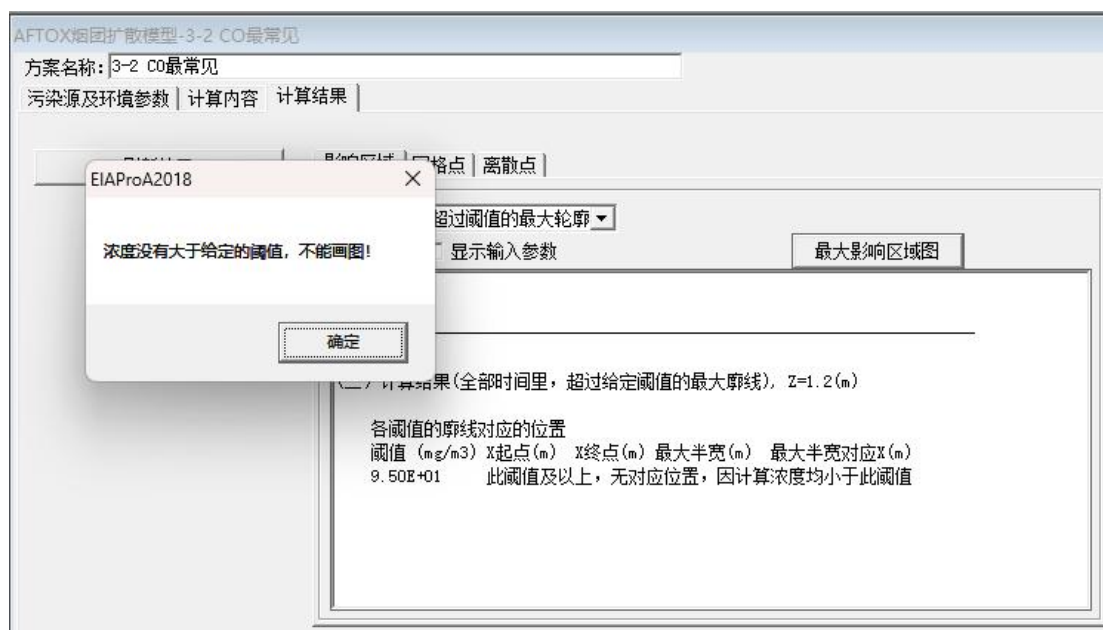 AFTOX烟团扩散模型-3-2 CO最常见
方案名称: 3-2 CO最常见
污染源及环境参数 计算内容 计算结果
离散点
EIAProA2018
超过阈值的最大轮廓
浓度没有大于给定的阈值, 不能画图!
显示输入参数
最大影响区域图
确定
计算结果(全部时间里, 超过给定阈值的最大廓线), Z=1.2(m)
各阈值的廓线对应的位置
阈值 (mg/m3) X起点(m) X终点(m) 最大半宽(m) 最大半宽对应X(m)
9.50E+01 此阈值及以上, 无对应位置, 因计算浓度均小于此阈值